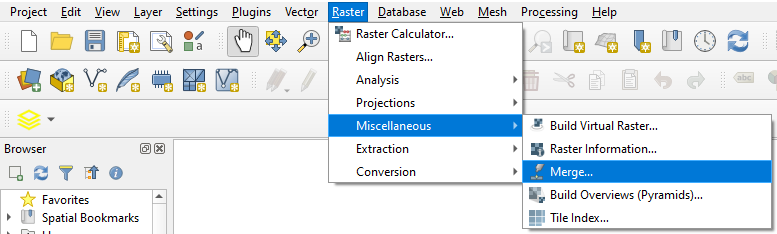 Project Edit View Layer Settings Plugins Vector Raster Database Web Mesh Processing Help
Raster Calculator...
Align Rasters...
Analysis
Projections
Miscellaneous
Extraction
Conversion
Build Virtual Raster...
Raster Information...
Merge...
Build Overviews (Pyramids)...
Tile Index...
abc
Browser
Favorites
Spatial Bookmarks